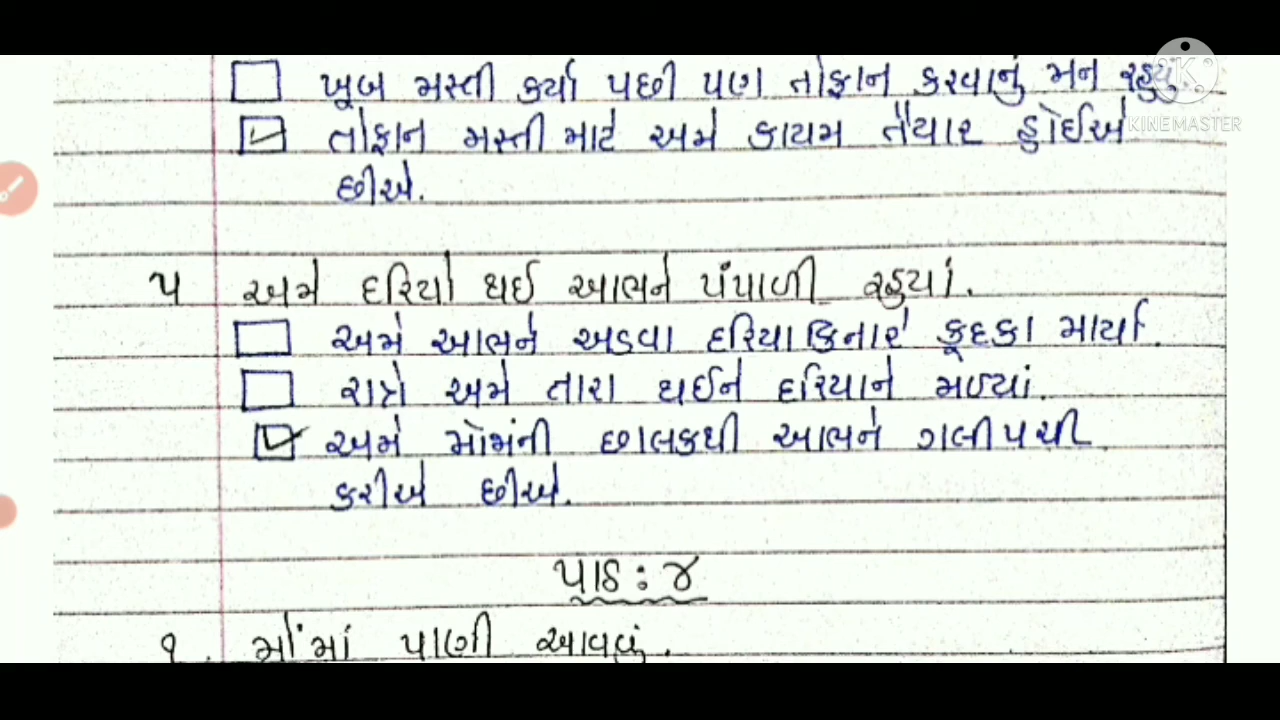 ખૂબ મસ્તી કર્યા પછી પણ તોફાન કરવાનું મન રહ્યું.
KINEMASTER
તોફાન મસ્તી માટે અમે કાયમ તૈયાર હોઈએ
છીએ.
૫ અમે દરિયો થઈ આભને પંપાળી રહ્યાં.
અમે આભને અડવા દરિયાકિનારે કૂદકા માર્યા.
રાત્રે અમે તારા થઈને દરિયાને મળ્યાં.
અમે મોમંની છાલકથી આભને ગલીપચી
કરીએ છીએ.
પાઠ : ૪
૧. મોંમાં પાણી આવવું.